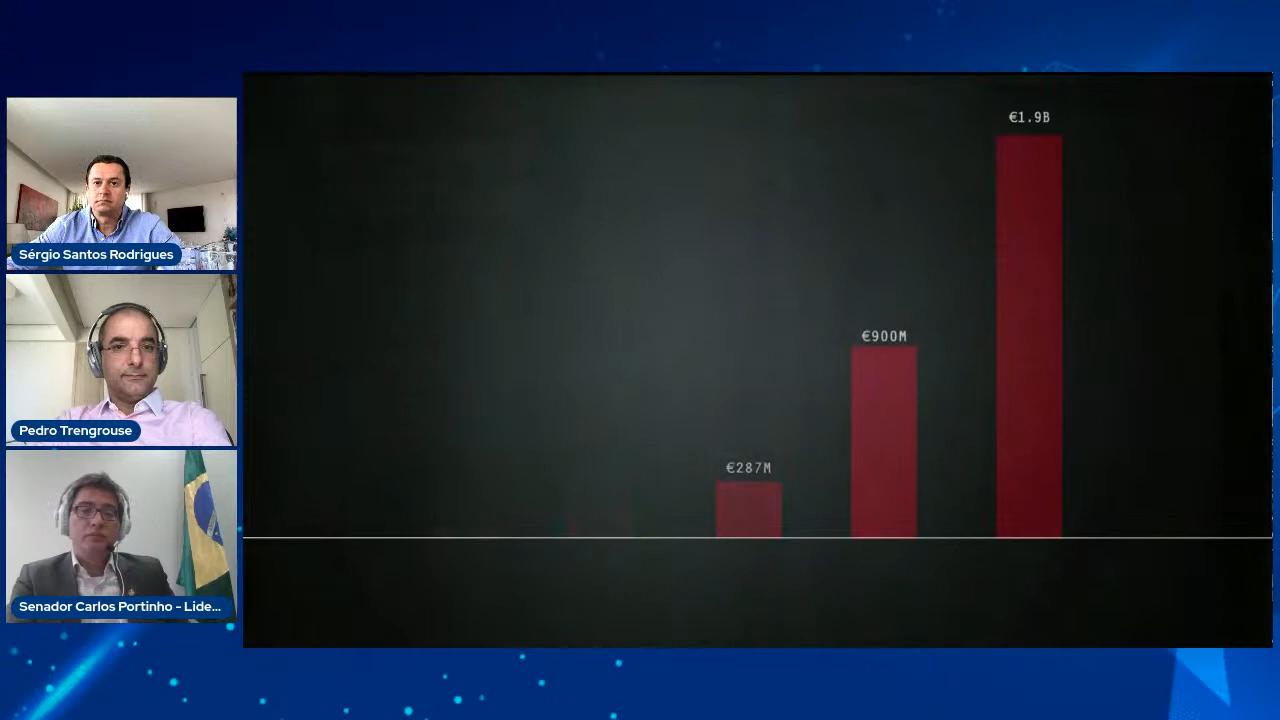 Sérgio Santos Rodrigues
Pedro Trengrouse
Senador Carlos Portinho - Lide...
€287M
€900M
€1.9B